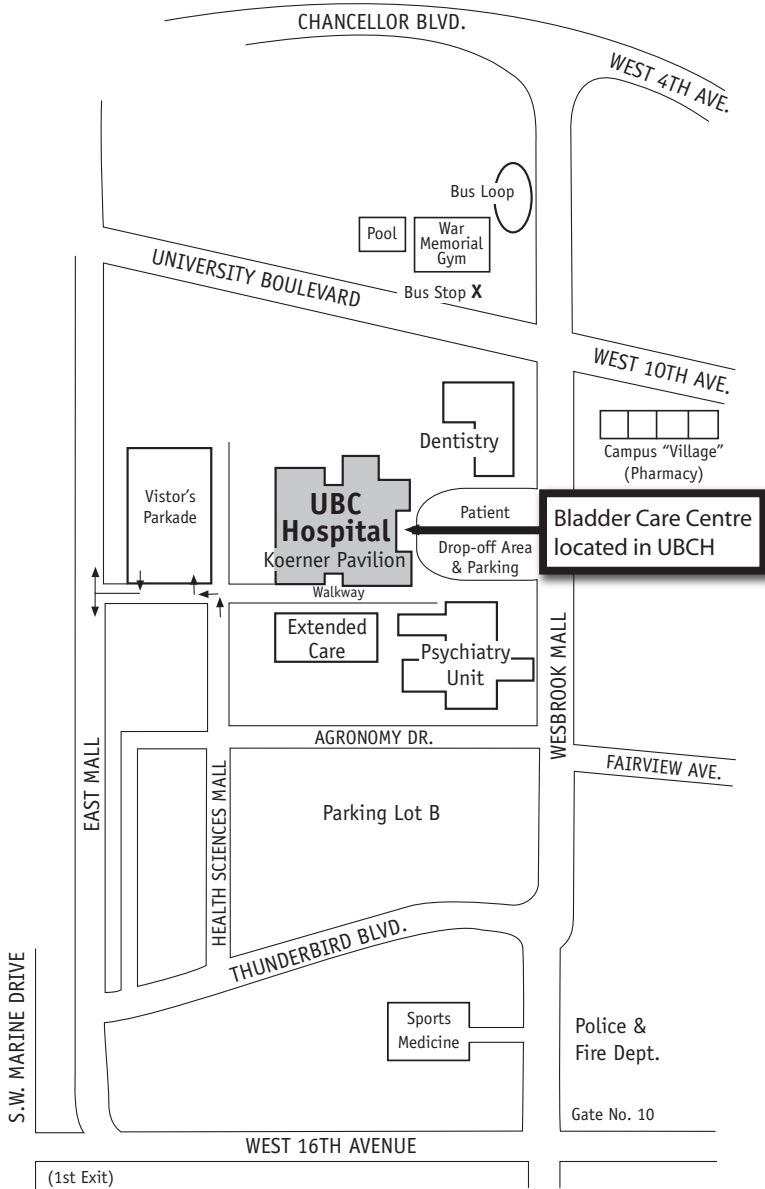 CHANCELLOR BLVD.
WEST 4TH AVE.
Bus Loop
Pool
War
Memorial
Gym
UNIVERSITY BOULEVARD
Bus Stop X
WEST 10TH AVE.
Dentistry
Campus "Village"
(Pharmacy)
Vistor's
Parkade
UBC
Hospital
Koerner Pavilion
Patient
Drop-off Area
& Parking
Bladder Care Centre
located in UBCH
Walkway
Extended
Care
Psychiatry
Unit
WESBROOK MALL
AGRONOMY DR.
FAIRVIEW AVE.
EAST MALL
HEALTH SCIENCES MALL
Parking Lot B
THUNDERBIRD BLVD.
S.W. MARINE DRIVE
Sports
Medicine
Police &
Fire Dept.
Gate No. 10
WEST 16TH AVENUE
(1st Exit)